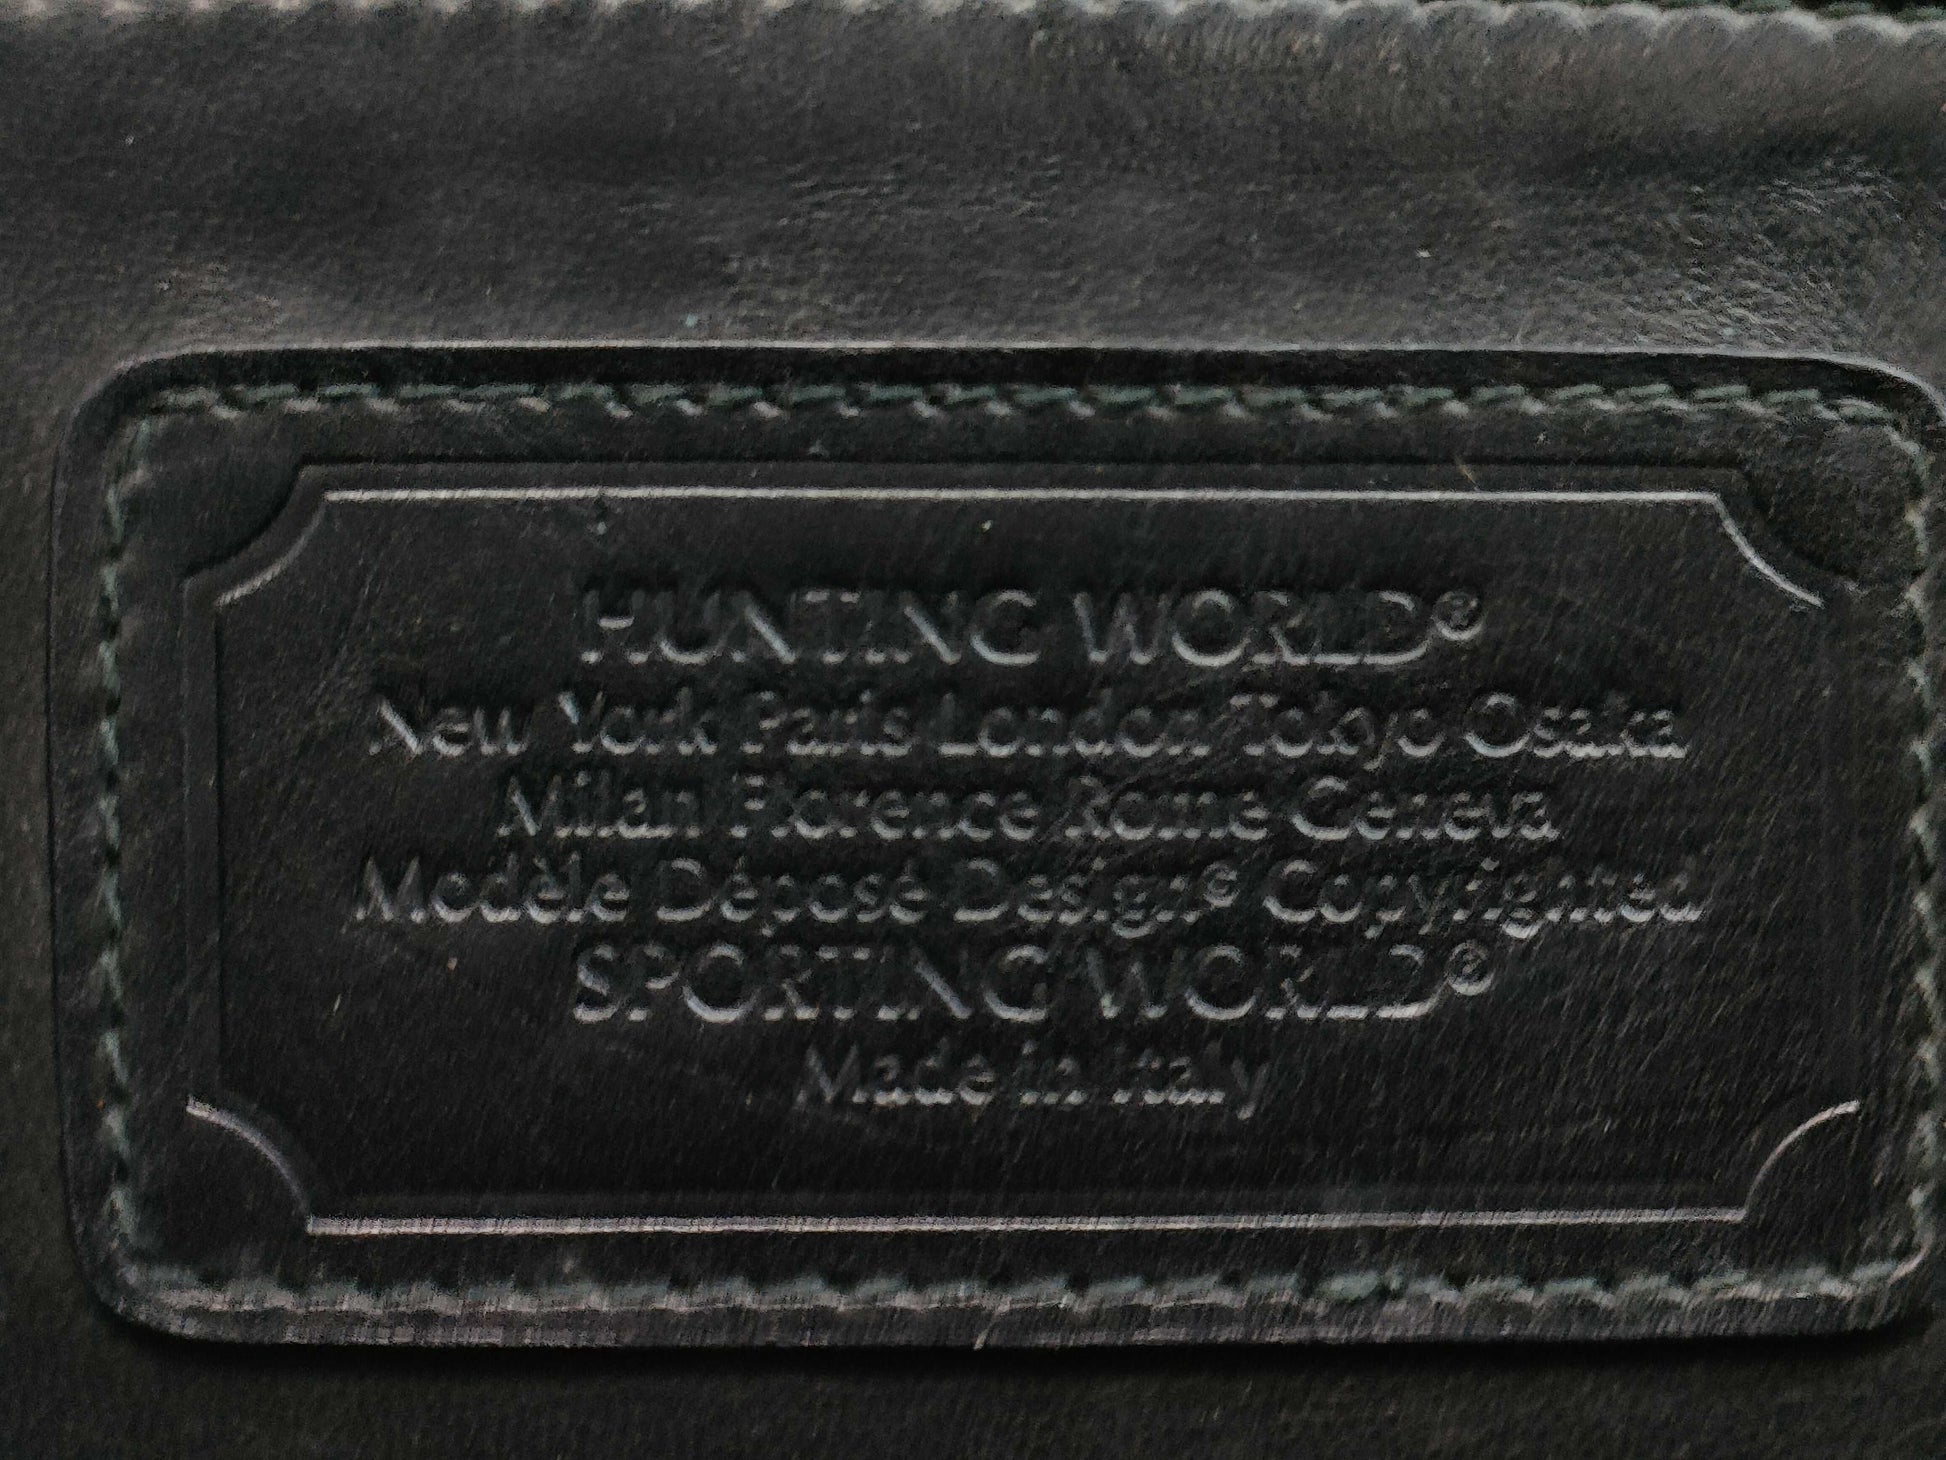 HUNTING WORLD®
New York Paris London Tokyo Osaka
Milan Florence Rome Geneva
Modèle Déposé Design© Copyrighted
SPORTING WORLD®
Made in Italy